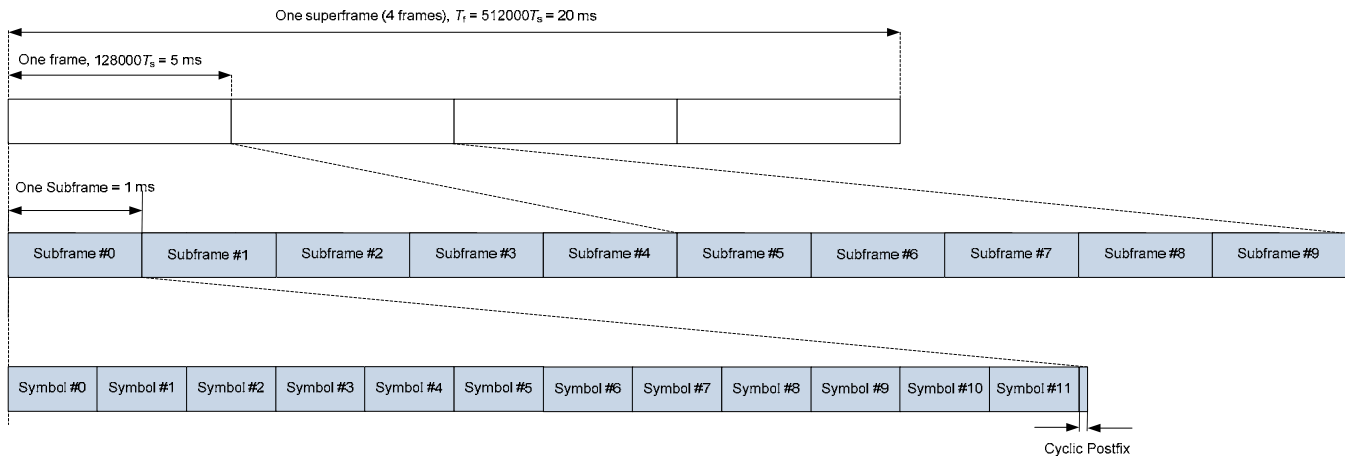 One superframe (4 frames), Tf = 512000Ts = 20 ms
One frame, 128000Ts = 5 ms
One Subframe = 1 ms
Subframe #0 Subframe #1 Subframe #2 Subframe #3 Subframe #4 Subframe #5 Subframe #6 Subframe #7 Subframe #8 Subframe #9
Symbol #0 Symbol #1 Symbol #2 Symbol #3 Symbol #4 Symbol #5 Symbol #6 Symbol #7 Symbol #8 Symbol #9 Symbol #10 Symbol #11
Cyclic Postfix